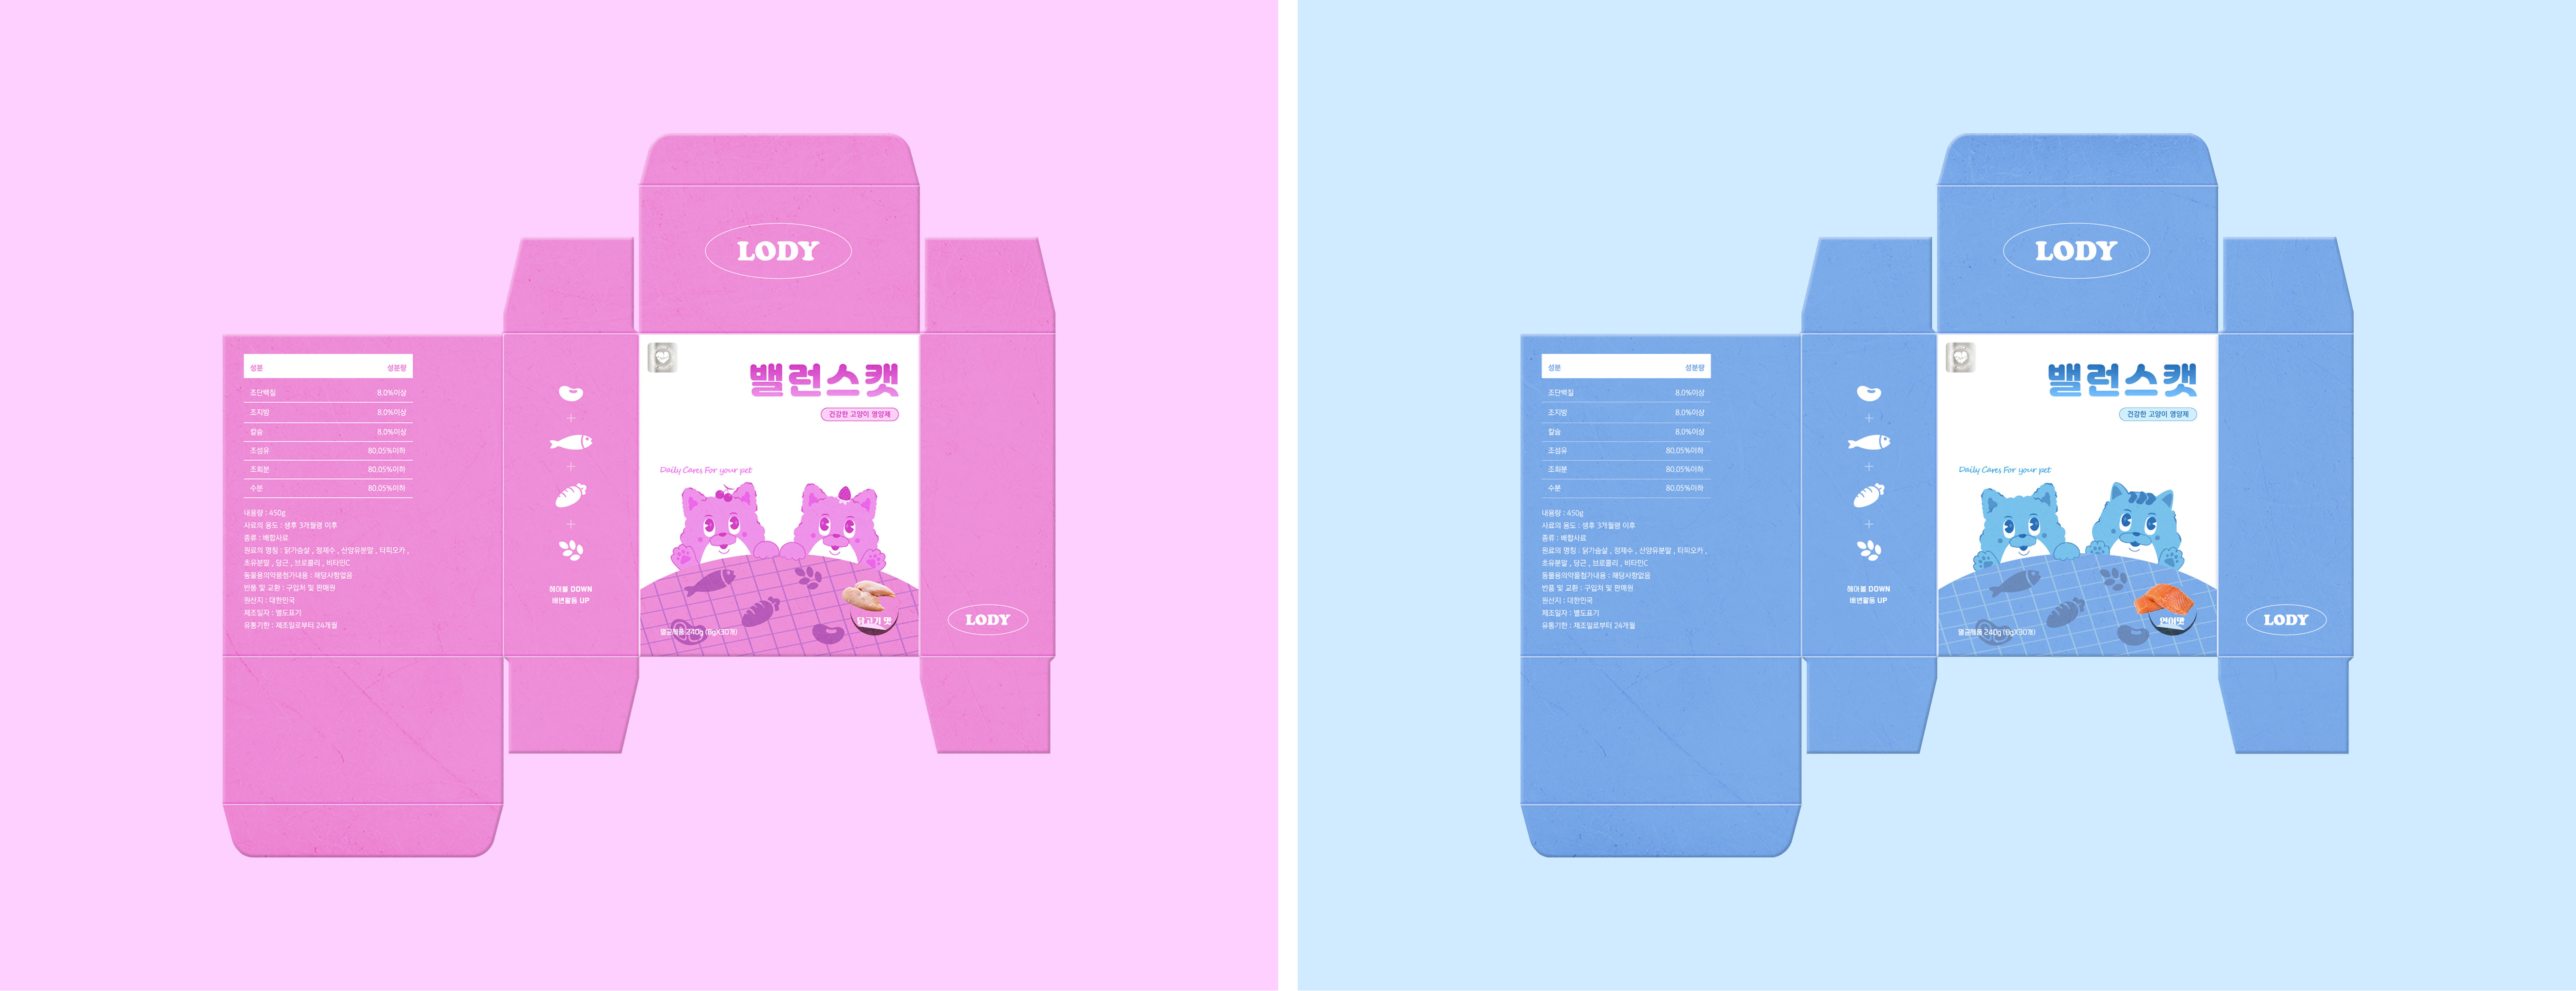 LODY
성분 성분량
조단백질 8.0%이상
조지방 8.0%이상
칼슘 8.0%이상
조섬유 80.05%이하
조회분 80.05%이하
수분 80.05%이하
내용량 : 450g
사료의 용도 : 생후 3개월령 이후
종류 : 배합사료
원료의 명칭 : 닭가슴살 , 정제수 , 산양유분말 , 타피오카 ,
초유분말 , 당근 , 브로콜리 , 비타민C
동물용의약품첨가내용 : 해당사항없음
반품 및 교환 : 구입처 및 판매원
원산지 : 대한민국
제조일자 : 별도표기
유통기한 : 제조일로부터 24개월
+
+
+
헤어볼 DOWN
배변활동 UP
밸런스캣
건강한 고양이 영양제
Daily Cares For your pet
닭고기 맛
멸균제품 240g (8gX30개)
LODY
LODY
성분 성분량
조단백질 8.0%이상
조지방 8.0%이상
칼슘 8.0%이상
조섬유 80.05%이하
조회분 80.05%이하
수분 80.05%이하
내용량 : 450g
사료의 용도 : 생후 3개월령 이후
종류 : 배합사료
원료의 명칭 : 닭가슴살 , 정제수 , 산양유분말 , 타피오카 ,
초유분말 , 당근 , 브로콜리 , 비타민C
동물용의약품첨가내용 : 해당사항없음
반품 및 교환 : 구입처 및 판매원
원산지 : 대한민국
제조일자 : 별도표기
유통기한 : 제조일로부터 24개월
+
+
+
헤어볼 DOWN
배변활동 UP
밸런스캣
건강한 고양이 영양제
Daily Cares For your pet
연어맛
멸균제품 240g (8gX30개)
LODY